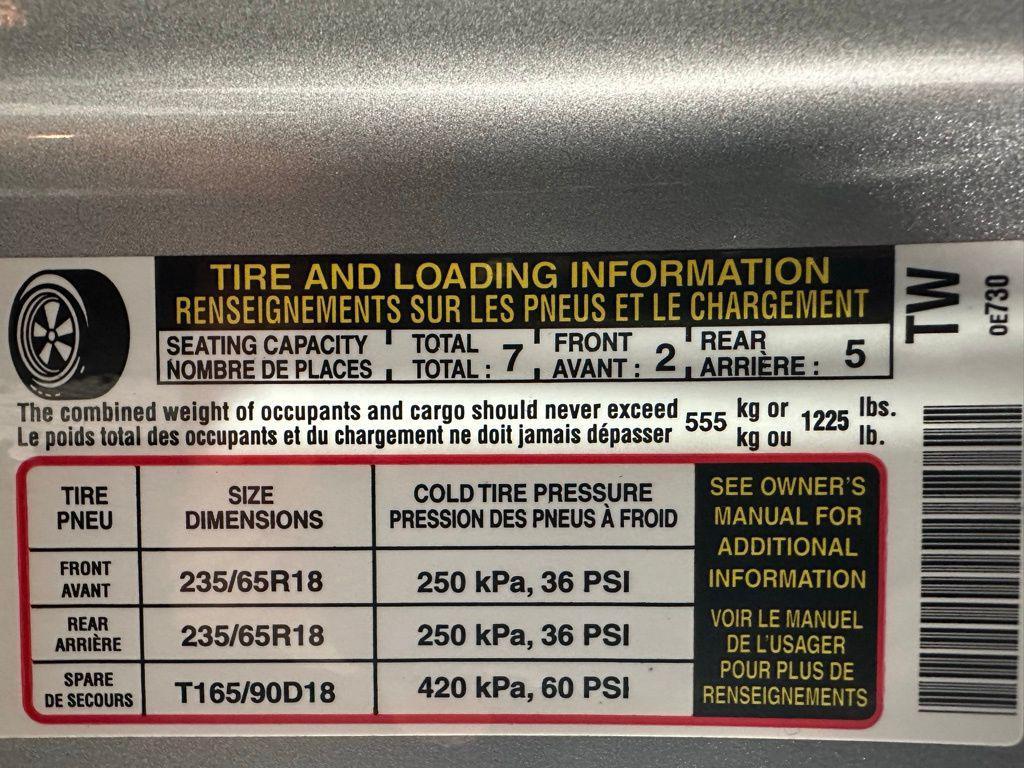 TIRE AND LOADING INFORMATION
RENSEIGNEMENTS SUR LES PNEUS ET LE CHARGEMENT
SEATING CAPACITY TOTAL FRONT REAR
NOMBRE DE PLACES TOTAL : 7 AVANT : 2 ARRIÈRE : 5
The combined weight of occupants and cargo should never exceed 555 kg or 1225 lbs.
Le poids total des occupants et du chargement ne doit jamais dépasser kg ou lb.
TIRE SIZE COLD TIRE PRESSURE
PNEU DIMENSIONS PRESSION DES PNEUS À FROID
FRONT
AVANT 235/65R18 250 kPa, 36 PSI
REAR
ARRIÈRE 235/65R18 250 kPa, 36 PSI
SPARE
DE SECOURS T165/90D18 420 kPa, 60 PSI
SEE OWNER'S
MANUAL FOR
ADDITIONAL
INFORMATION
VOIR LE MANUEL
DE L'USAGER
POUR PLUS DE
RENSEIGNEMENTS
TW
0E730